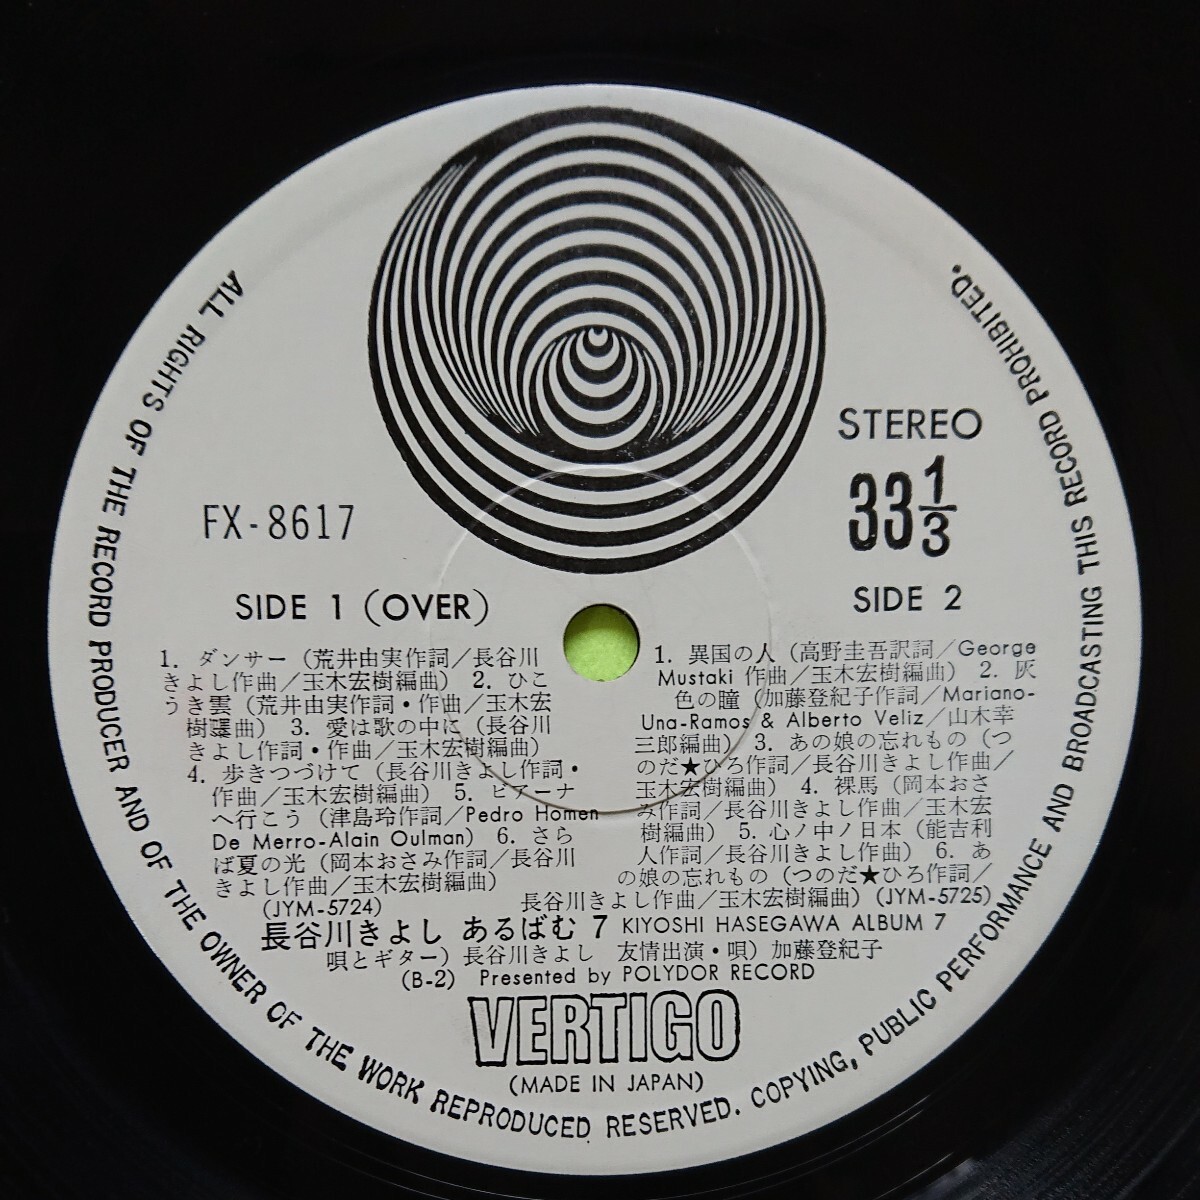 STEREO
33 1/3
FX-8617
SIDE 1 (OVER)
1. ダンサー (荒井由実作詞/長谷川
きよし作曲/玉木宏樹編曲) 2. ひこ
うき雲 (荒井由実作詞・作曲/玉木宏
樹編曲) 3. 愛は歌の中に (長谷川
きよし作詞・作曲/玉木宏樹編曲)
4. 歩きつづけて (長谷川きよし作詞・
作曲/玉木宏樹編曲) 5. ピアーナ
へ行こう (津島玲作詞/Pedro Homen
De Merro-Alain Oulman) 6. さら
ば夏の光 (岡本おさみ作詞/長谷川
きよし作曲/玉木宏樹編曲)
(JYM-5724)
SIDE 2
1. 異国の人 (高野圭吾訳詞/George
Mustaki 作曲/玉木宏樹編曲) 2. 灰
色の瞳 (加藤登紀子作詞/Mariano-
Una-Ramos & Alberto Veliz/山木幸
三郎編曲) 3. あの娘の忘れもの (つ
のだ★ひろ作詞/長谷川きよし作曲/
玉木宏樹編曲) 4. 裸馬 (岡本おさ
み作詞/長谷川きよし作曲/玉木宏
樹編曲) 5. 心ノ中ノ日本 (能吉利
人作詞/長谷川きよし作曲) 6. あ
の娘の忘れもの (つのだ★ひろ作詞/
長谷川きよし作曲/玉木宏樹編曲) (JYM-5725)
長谷川きよし あるばむ 7 KIYOSHI HASEGAWA ALBUM 7
唄とギター) 長谷川きよし 友情出演・唄) 加藤登紀子
(B-2) Presented by POLYDOR RECORD
VERTIGO
(MADE IN JAPAN)
ALL RIGHTS OF THE RECORD PRODUCER AND OF THE OWNER OF THE WORK REPRODUCED RESERVED. COPYING, PUBLIC PERFORMANCE AND BROADCASTING THIS RECORD PROHIBITED.